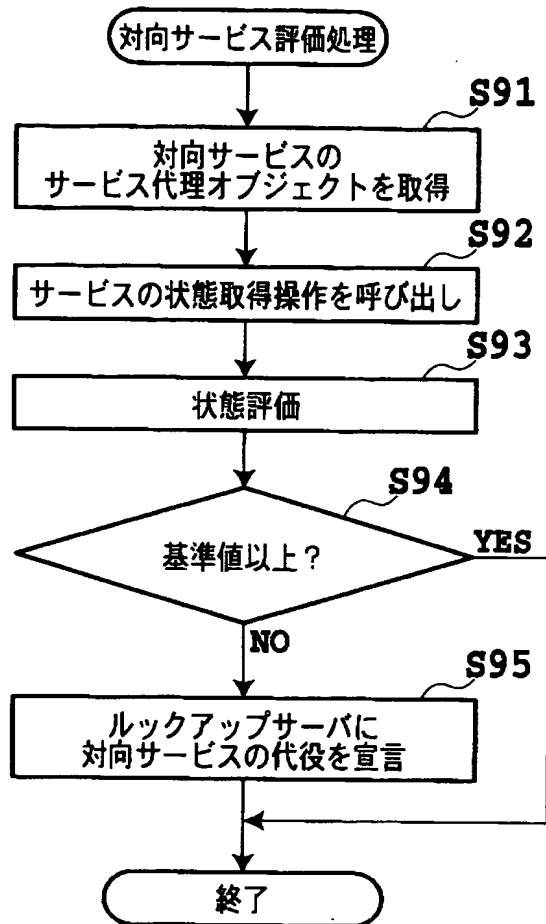 対向サービス評価処理
S91
対向サービスの
サービス代理オブジェクトを取得
S92
サービスの状態取得操作を呼び出し
S93
状態評価
S94
基準値以上？
YES
NO
S95
ルックアップサーバに
対向サービスの代役を宣言
終了